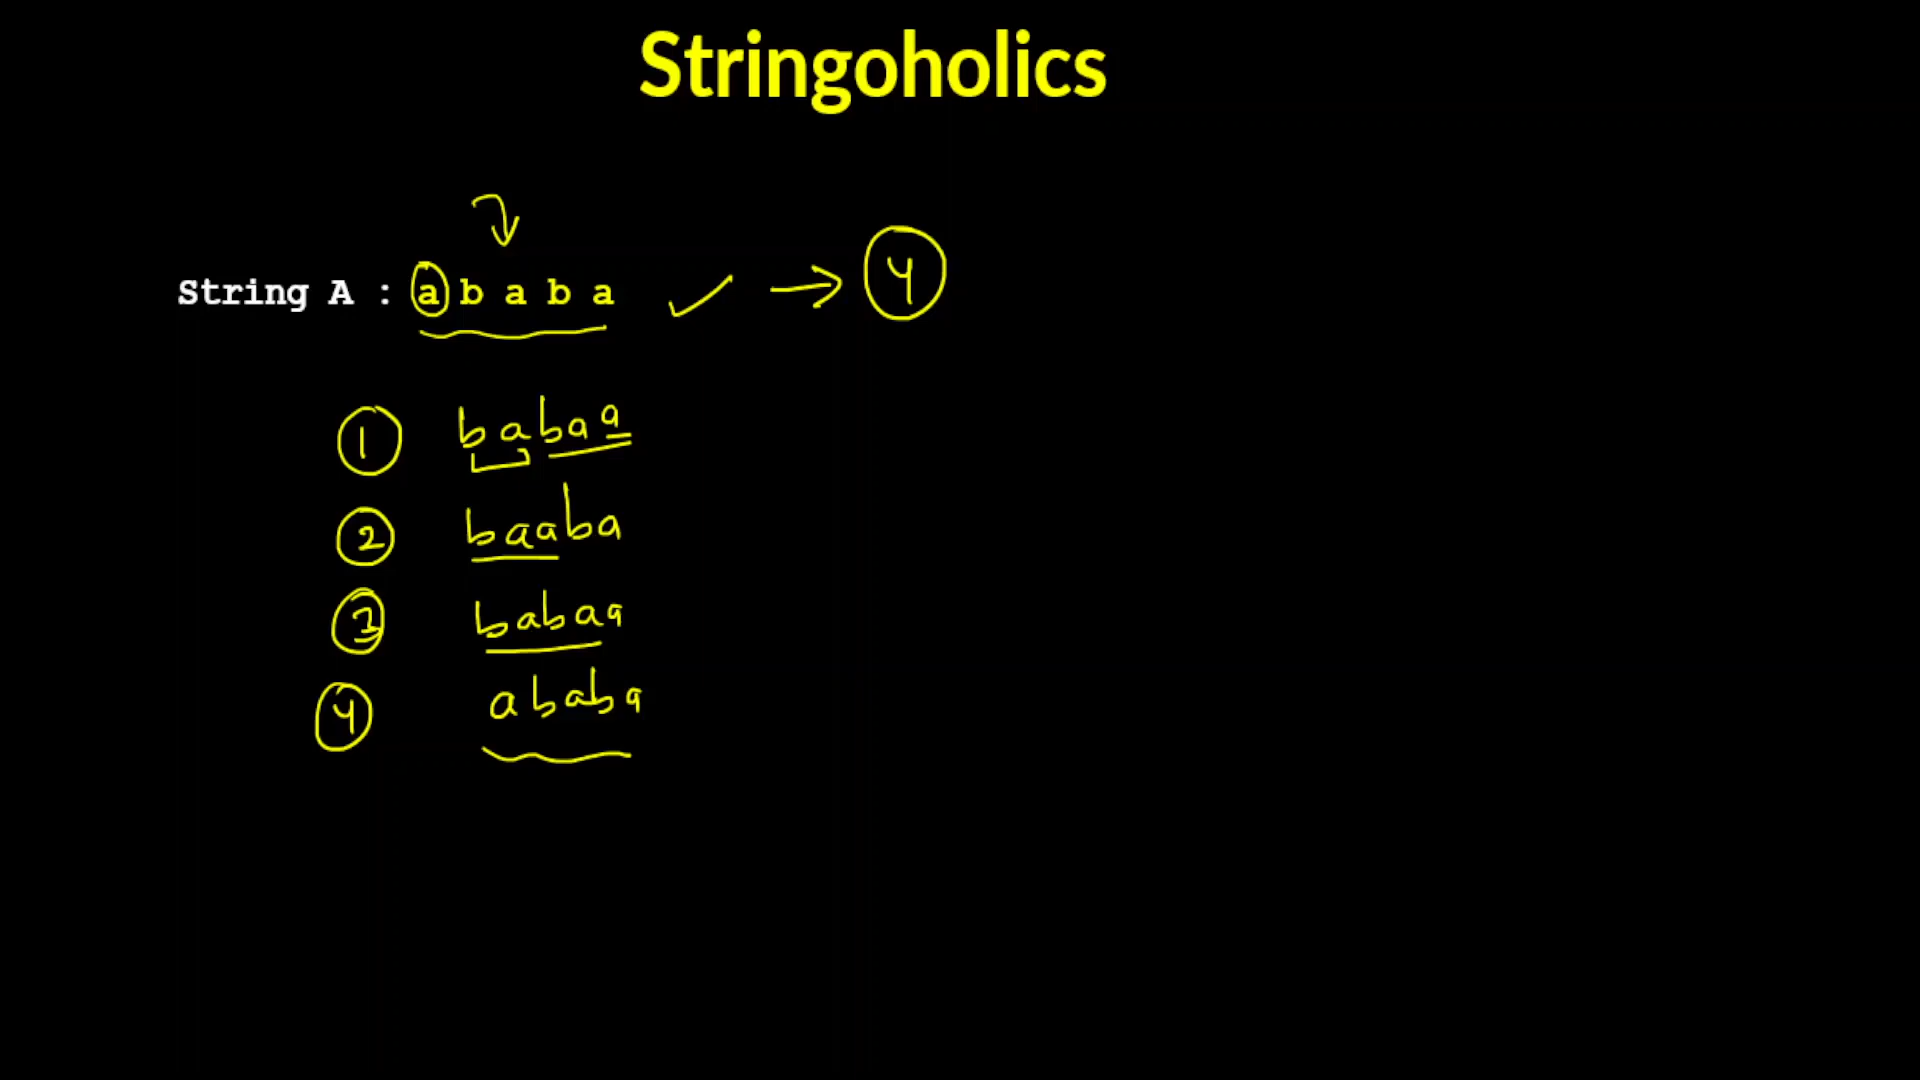 Stringoholics
String A : a b a b a → 4
1 babaa
2 baaba
3 babaa
4 ababa